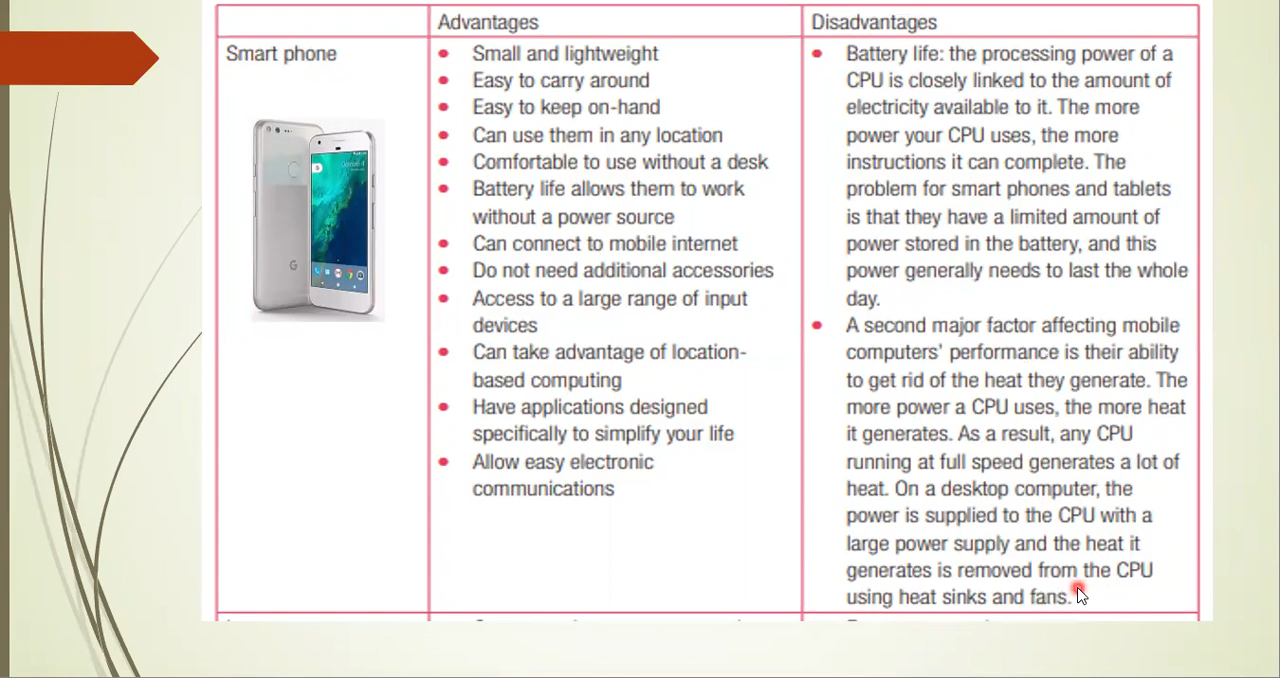 Advantages
Disadvantages
Smart phone
Small and lightweight
Easy to carry around
Easy to keep on-hand
Can use them in any location
Comfortable to use without a desk
Battery life allows them to work
without a power source
Can connect to mobile internet
Do not need additional accessories
Access to a large range of input
devices
Can take advantage of location-
based computing
Have applications designed
specifically to simplify your life
Allow easy electronic
communications
Battery life: the processing power of a
CPU is closely linked to the amount of
electricity available to it. The more
power your CPU uses, the more
instructions it can complete. The
problem for smart phones and tablets
is that they have a limited amount of
power stored in the battery, and this
power generally needs to last the whole
day.
A second major factor affecting mobile
computers' performance is their ability
to get rid of the heat they generate. The
more power a CPU uses, the more heat
it generates. As a result, any CPU
running at full speed generates a lot of
heat. On a desktop computer, the
power is supplied to the CPU with a
large power supply and the heat it
generates is removed from the CPU
using heat sinks and fans.